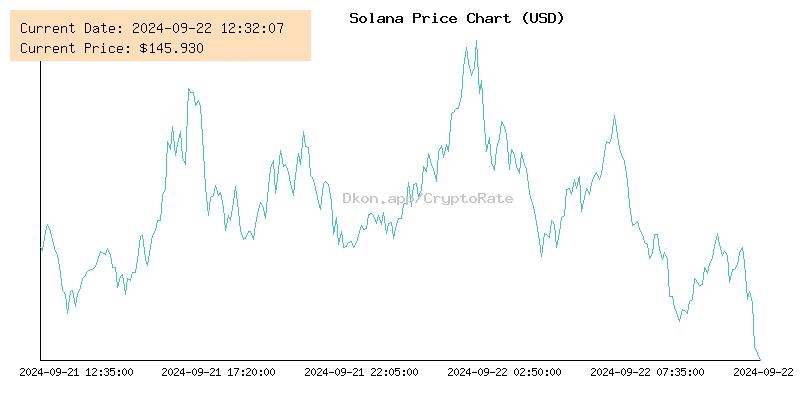 Solana Price Chart (USD)
Current Date: 2024-09-22 12:32:07
Current Price: $145.930
Dkon.app/CryptoRate
2024-09-21 12:35:00 2024-09-21 17:20:00 2024-09-21 22:05:00 2024-09-22 02:50:00 2024-09-22 07:35:00 2024-09-22